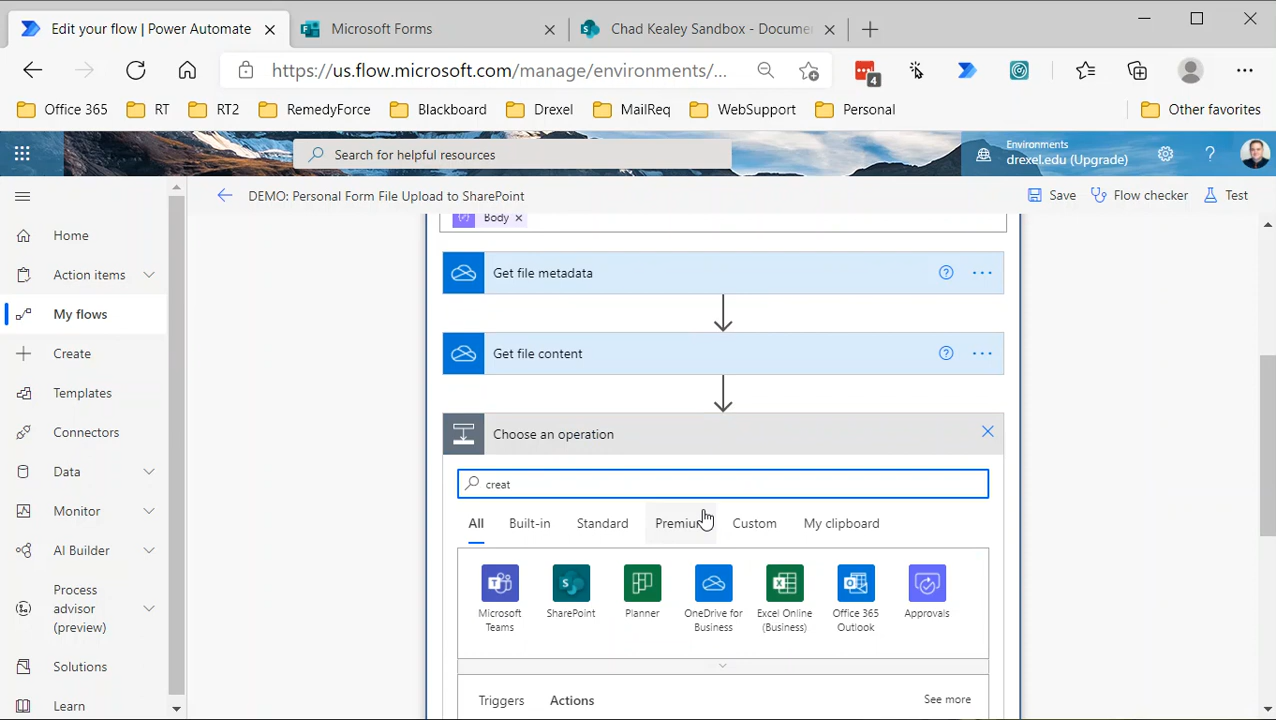 Edit your flow | Power Automate
Microsoft Forms
Chad Kealey Sandbox - Docume
https://us.flow.microsoft.com/manage/environments/...
4
Office 365
RT
RT2
RemedyForce
Blackboard
Drexel
MailReq
WebSupport
Personal
Other favorites
Search for helpful resources
Environments
drexel.edu (Upgrade)
DEMO: Personal Form File Upload to SharePoint
Save
Flow checker
Test
Home
Action items
My flows
Create
Templates
Connectors
Data
Monitor
AI Builder
Process
advisor
(preview)
Solutions
Learn
Body
Get file metadata
Get file content
Choose an operation
creat
All
Built-in
Standard
Premium
Custom
My clipboard
Microsoft
Teams
SharePoint
Planner
OneDrive for
Business
Excel Online
(Business)
Office 365
Outlook
Approvals
Triggers
Actions
See more